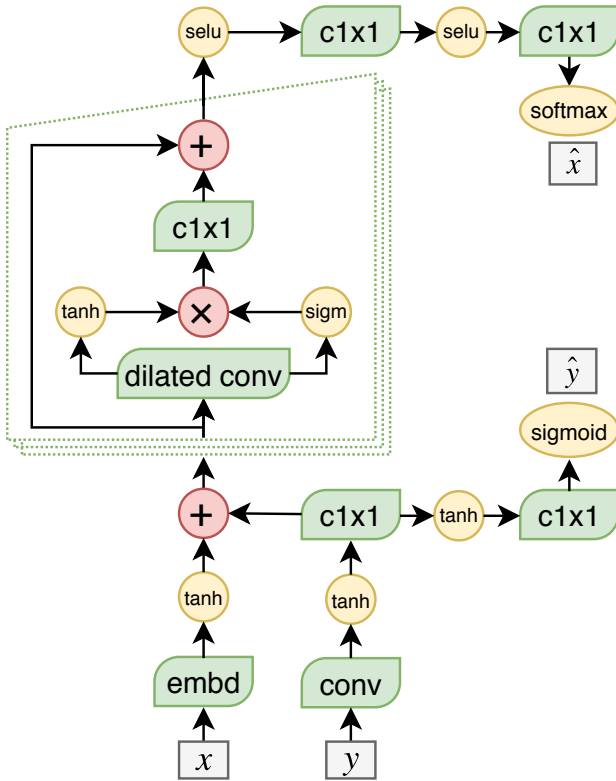 selu
c1x1
selu
c1x1
softmax
x̂
+
c1x1
tanh
×
sigm
dilated conv
ŷ
sigmoid
+
c1x1
tanh
c1x1
tanh
tanh
embd
conv
x
y